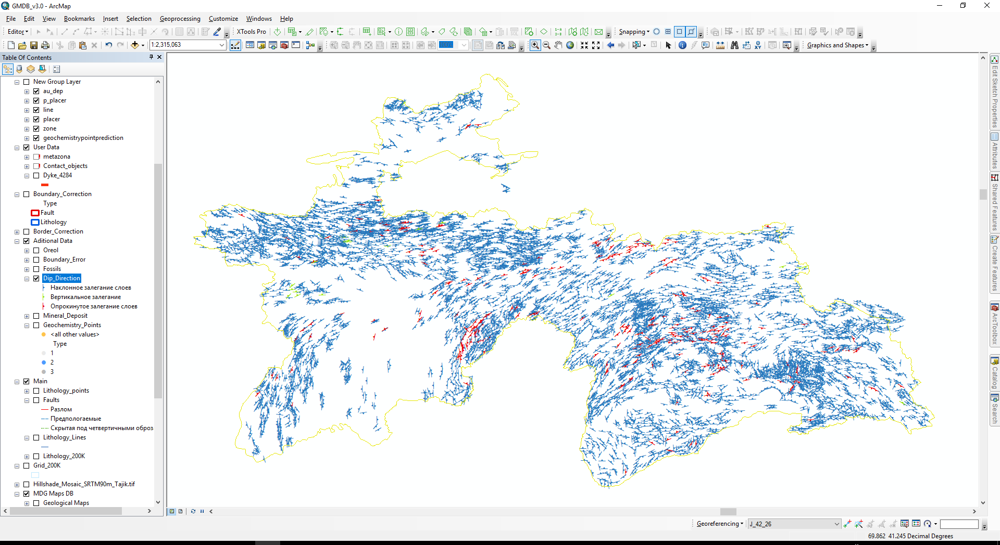 GMDB_v3.0 - ArcMap
File Edit View Bookmarks Insert Selection Geoprocessing Customize Windows Help
Editor XTools Pro Snapping
1:2,315,063 100% Graphics and Shapes
Table Of Contents
New Group Layer
au_dep
p_placer
line
placer
zone
geochemistrypointprediction
User Data
metazona
Contact_objects
Dyke_4284
Boundary_Correction
Type
Fault
Lithology
Border_Correction
Aditional Data
Oreol
Boundary_Error
Fossils
Dip_Direction
Наклонное залегание слоев
Вертикальное залегание
Опрокинутое залегание слоев
Mineral_Deposit
Geochemistry_Points
<all other values>
Type
1
2
3
Main
Lithology_points
Faults
Разлом
Предпологаемые
Скрытая под четвертичными оброз
Lithology_Lines
Lithology_200K
Grid_200K
Hillshade_Mosaic_SRTM90m_Tajik.tif
MDG Maps DB
Geological Maps
Edit Sketch Properties
Attributes
Shared Features
Create Features
ArcToolbox
Catalog
Search
Georeferencing J_42_26
69.862 41.245 Decimal Degrees